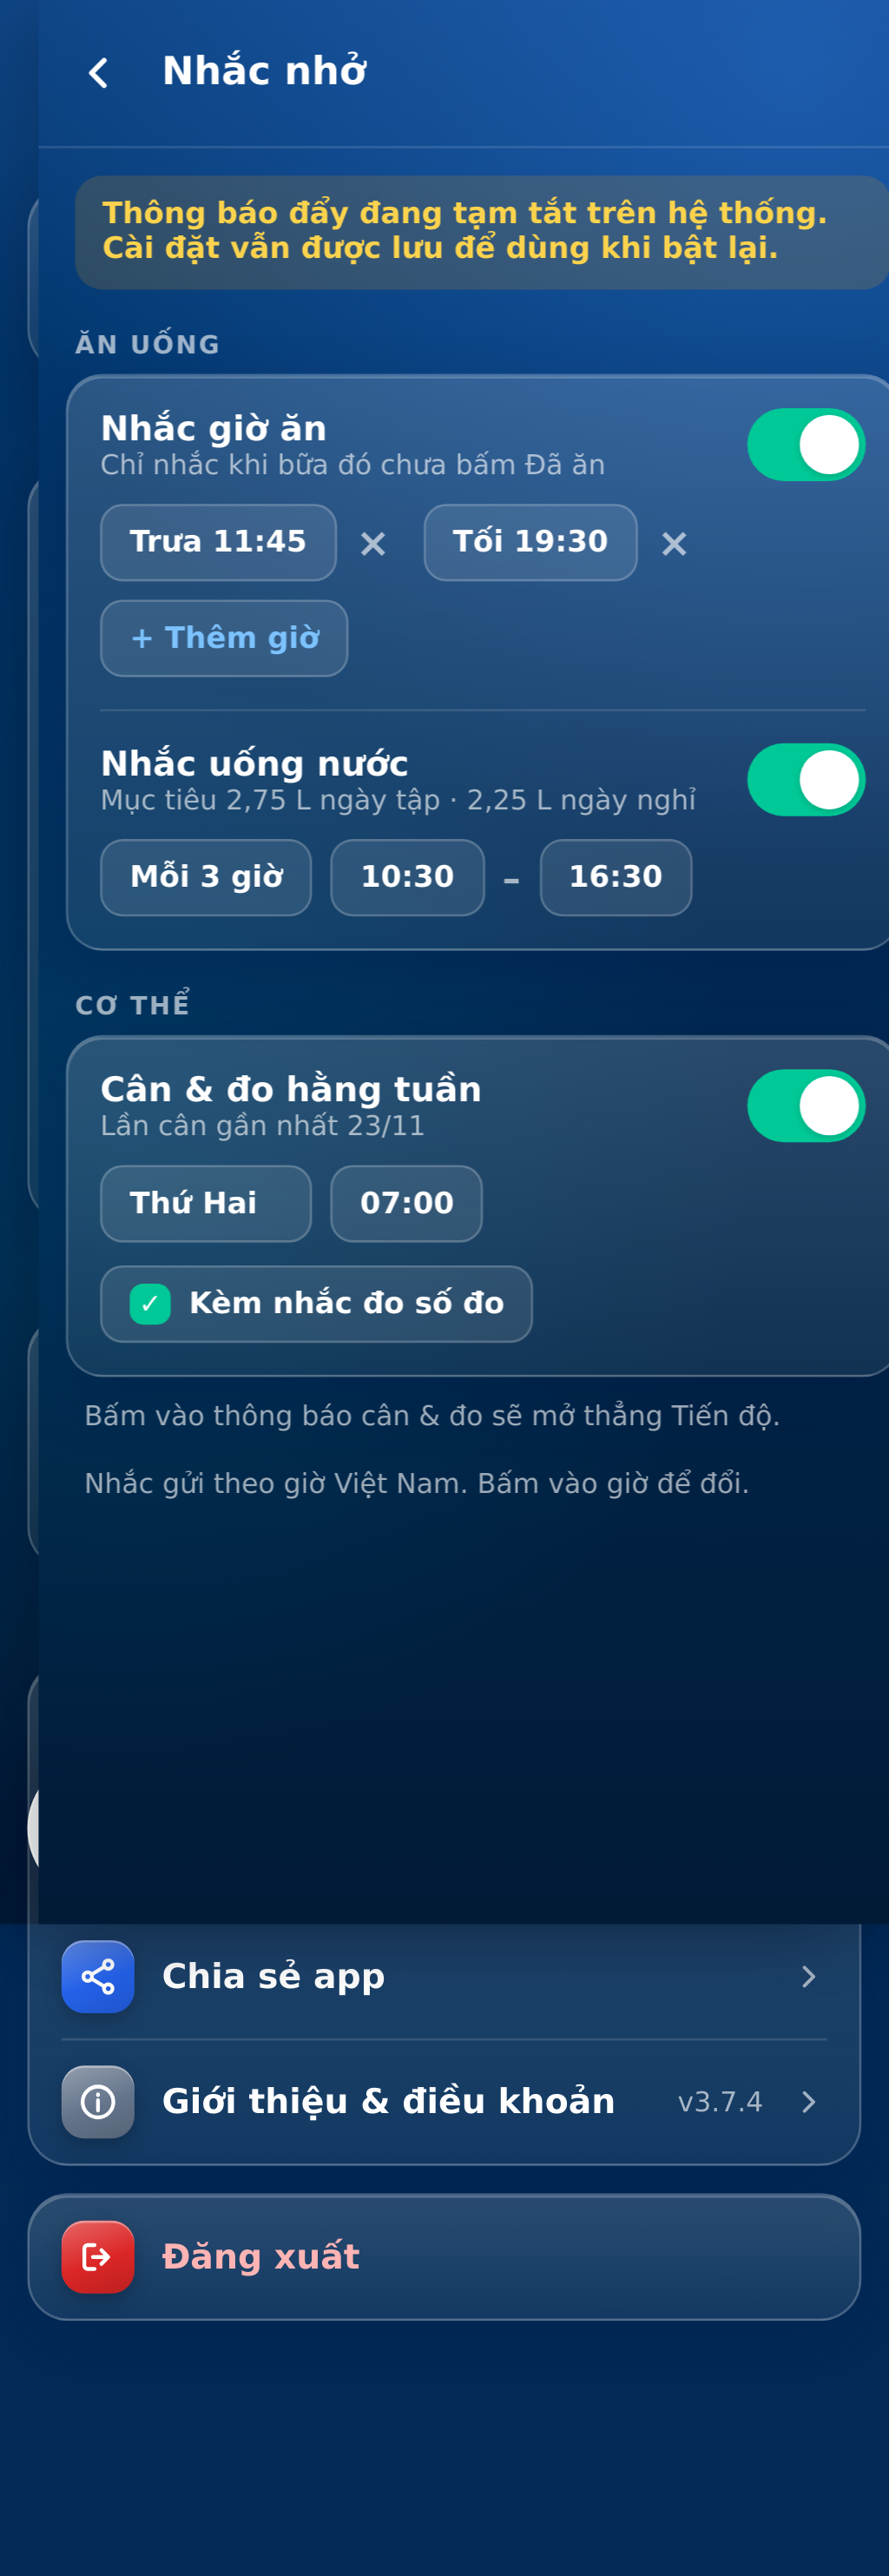 Nhắc nhở
Thông báo đẩy đang tạm tắt trên hệ thống.
Cài đặt vẫn được lưu để dùng khi bật lại.
ĂN UỐNG
Nhắc giờ ăn
Chỉ nhắc khi bữa đó chưa bấm Đã ăn
Trưa 11:45 × Tối 19:30 ×
+ Thêm giờ
Nhắc uống nước
Mục tiêu 2,75 L ngày tập · 2,25 L ngày nghỉ
Mỗi 3 giờ 10:30 – 16:30
CƠ THỂ
Cân & đo hằng tuần
Lần cân gần nhất 23/11
Thứ Hai 07:00
✓ Kèm nhắc đo số đo
Bấm vào thông báo cân & đo sẽ mở thẳng Tiến độ.
Nhắc gửi theo giờ Việt Nam. Bấm vào giờ để đổi.
Chia sẻ app
Giới thiệu & điều khoản v3.7.4
Đăng xuất